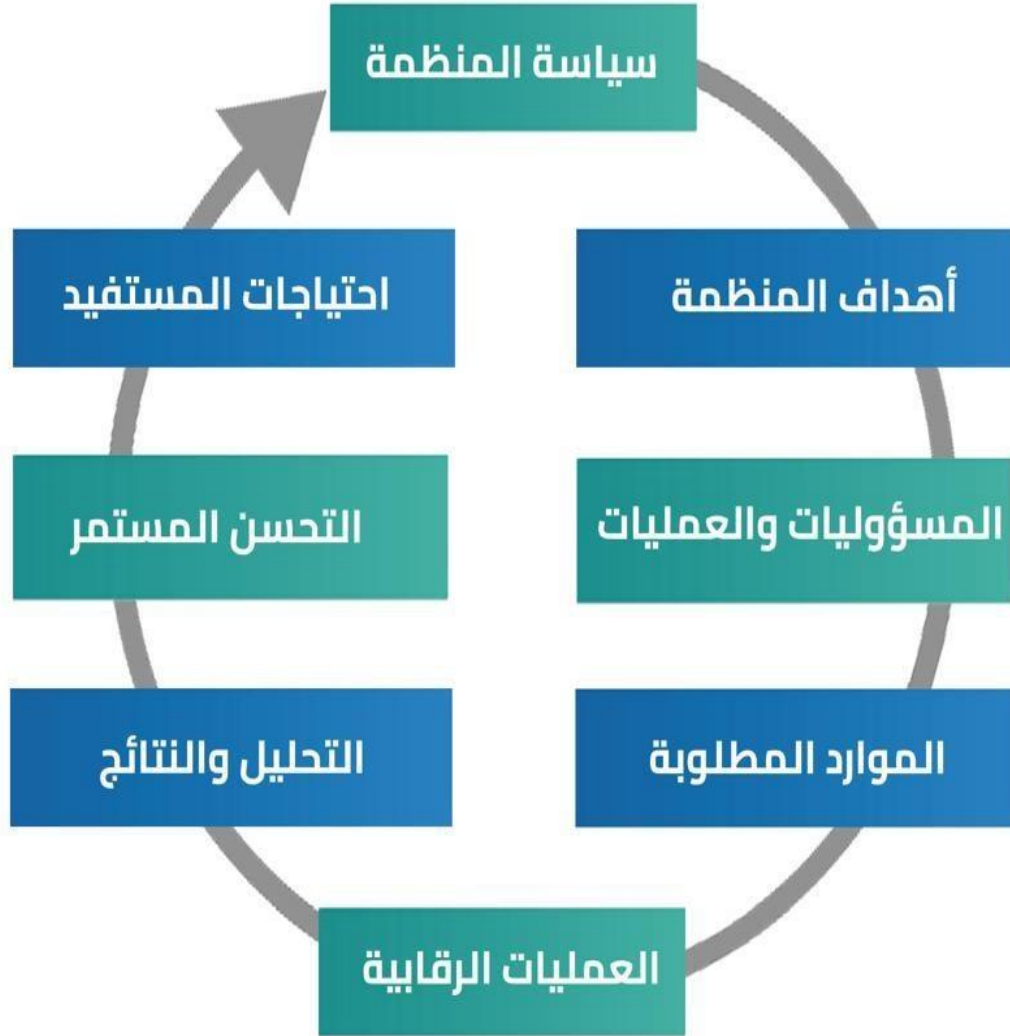 سياسة المنظمة
أهداف المنظمة
المسؤوليات والعمليات
الموارد المطلوبة
العمليات الرقابية
التحليل والنتائج
التحسن المستمر
احتياجات المستفيد